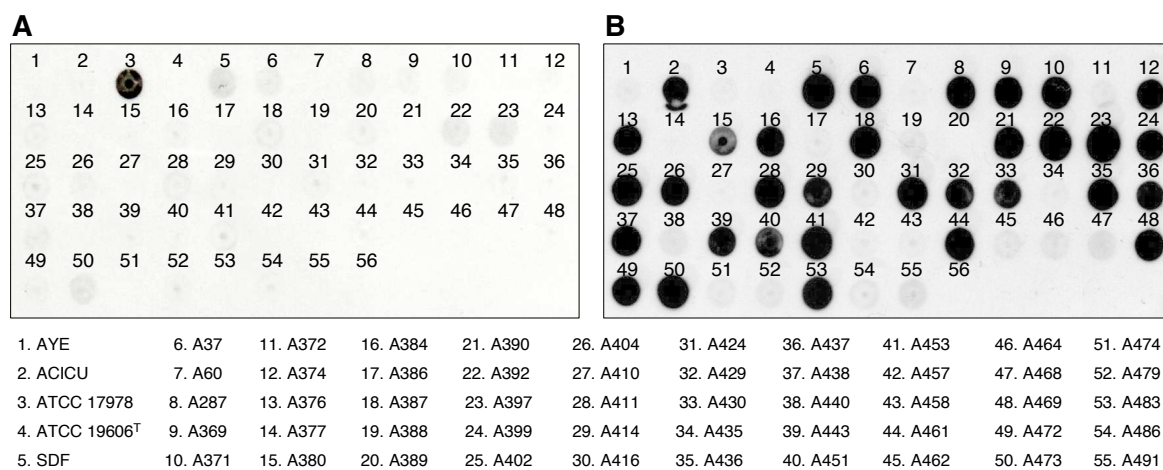 A B
1 2 3 4 5 6 7 8 9 10 11 12 1 2 3 4 5 6 7 8 9 10 11 12
13 14 15 16 17 18 19 20 21 22 23 24 13 14 15 16 17 18 19 20 21 22 23 24
25 26 27 28 29 30 31 32 33 34 35 36 25 26 27 28 29 30 31 32 33 34 35 36
37 38 39 40 41 42 43 44 45 46 47 48 37 38 39 40 41 42 43 44 45 46 47 48
49 50 51 52 53 54 55 56 49 50 51 52 53 54 55 56
1. AYE 6. A37 11. A372 16. A384 21. A390 26. A404 31. A424 36. A437 41. A453 46. A464 51. A474
2. ACICU 7. A60 12. A374 17. A386 22. A392 27. A410 32. A429 37. A438 42. A457 47. A468 52. A479
3. ATCC 17978 8. A287 13. A376 18. A387 23. A397 28. A411 33. A430 38. A440 43. A458 48. A469 53. A483
4. ATCC 19606ᵀ 9. A369 14. A377 19. A388 24. A399 29. A414 34. A435 39. A443 44. A461 49. A472 54. A486
5. SDF 10. A371 15. A380 20. A389 25. A402 30. A416 35. A436 40. A451 45. A462 50. A473 55. A491